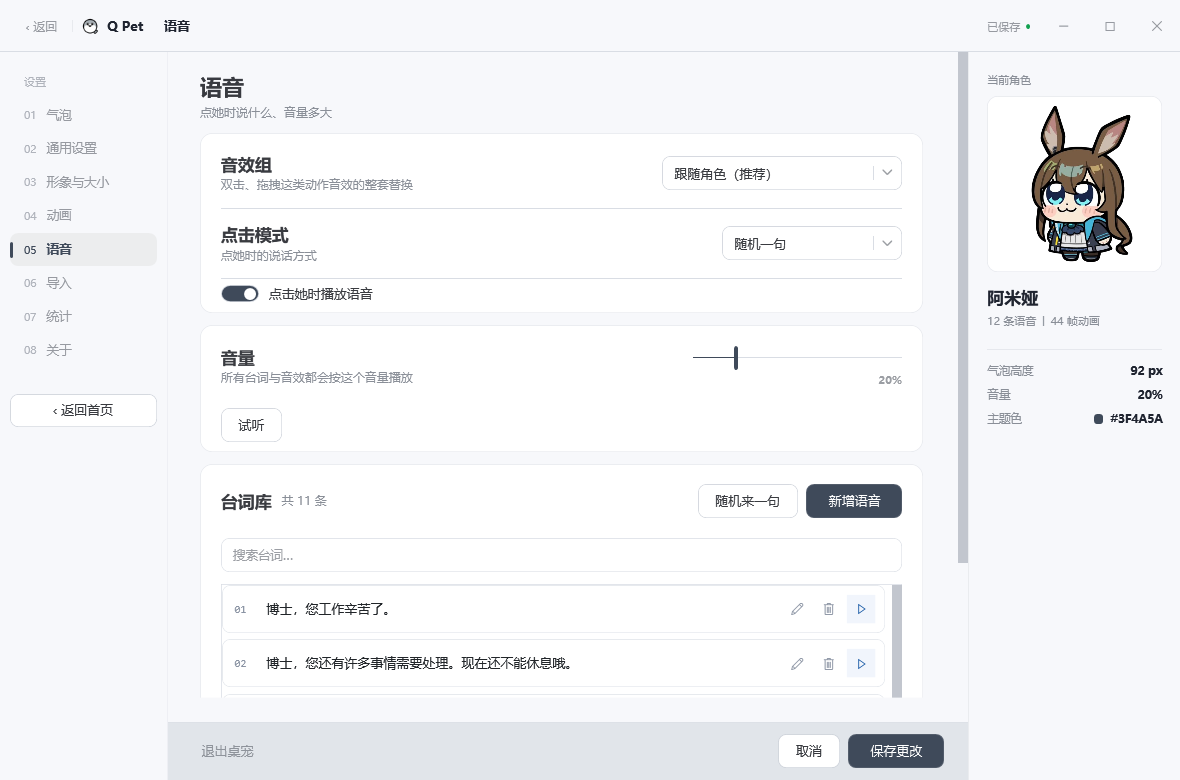 ‹ 返回
Q Pet
语音
已保存
设置
01 气泡
02 通用设置
03 形象与大小
04 动画
05 语音
06 导入
07 统计
08 关于
‹ 返回首页
语音
点她时说什么、音量多大
音效组
双击、拖拽这类动作音效的整套替换
跟随角色（推荐）
点击模式
点她时的说话方式
随机一句
点击她时播放语音
音量
所有台词与音效都会按这个音量播放
20%
试听
台词库 共 11 条
随机来一句
新增语音
搜索台词...
01 博士，您工作辛苦了。
02 博士，您还有许多事情需要处理。现在还不能休息哦。
退出桌宠
取消
保存更改
当前角色
阿米娅
12 条语音 | 44 帧动画
气泡高度 92 px
音量 20%
主题色 #3F4A5A